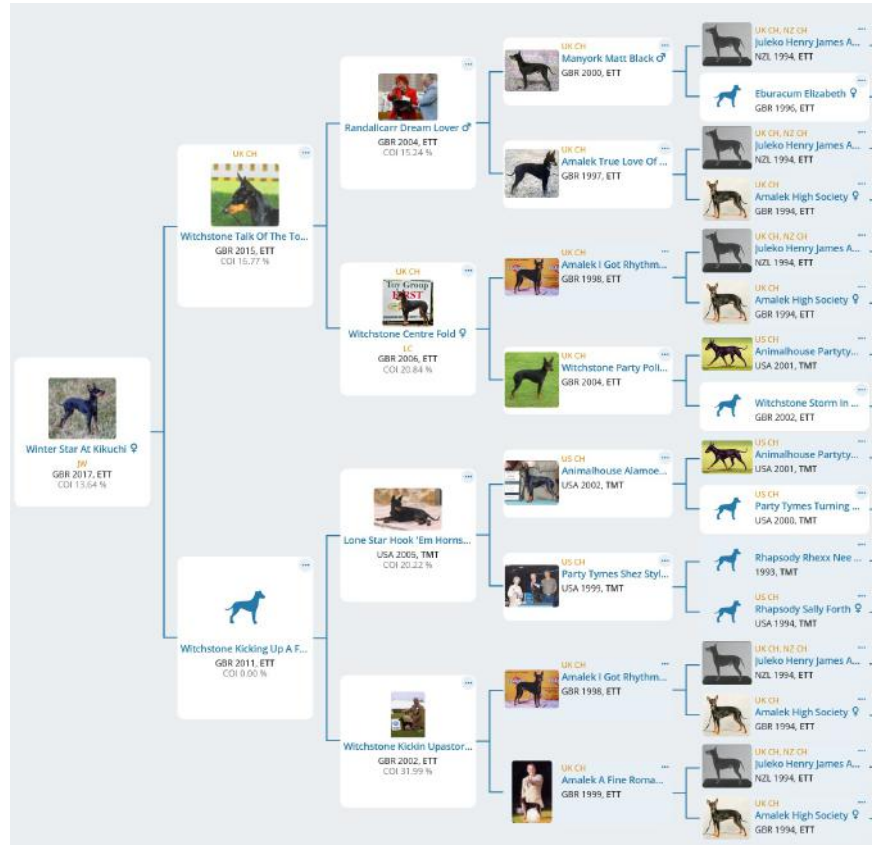 Winter Star At Kikuchi ♀
JW
GBR 2017, ETT
COI 13.64 %
UK CH
Witchstone Talk Of The To...
GBR 2015, ETT
COI 16.77 %
Witchstone Kicking Up A F...
GBR 2011, ETT
COI 0.00 %
Randallcarr Dream Lover ♂
GBR 2004, ETT
COI 15.24 %
UK CH
Toy Group
FIRST
Witchstone Centre Fold ♀
LC
GBR 2006, ETT
COI 20.84 %
Lone Star Hook 'Em Horns...
USA 2005, TMT
COI 20.22 %
Witchstone Kickin Upastor...
GBR 2002, ETT
COI 31.99 %
UK CH
Manyork Matt Black ♂
GBR 2000, ETT
UK CH
Amalek True Love Of ...
GBR 1997, ETT
UK CH
Amalek I Got Rhythm...
GBR 1998, ETT
UK CH
Witchstone Party Poli...
GBR 2004, ETT
US CH
Animalhouse Alamoe...
USA 2002, TMT
US CH
Party Tymes Shez Styl...
USA 1999, TMT
UK CH
Amalek I Got Rhythm...
GBR 1998, ETT
UK CH
Amalek A Fine Roma...
GBR 1999, ETT
UK CH, NZ CH
Juleko Henry James A...
NZL 1994, ETT
Eburacum Elizabeth ♀
GBR 1996, ETT
UK CH, NZ CH
Juleko Henry James A...
NZL 1994, ETT
UK CH
Amalek High Society ♀
GBR 1994, ETT
UK CH, NZ CH
Juleko Henry James A...
NZL 1994, ETT
UK CH
Amalek High Society ♀
GBR 1994, ETT
US CH
Animalhouse Partyty...
USA 2001, TMT
Witchstone Storm In ...
GBR 2002, ETT
US CH
Animalhouse Partyty...
USA 2001, TMT
US CH
Party Tymes Turning ...
USA 2000, TMT
Rhapsody Rhexx Nee ...
1993, TMT
US CH
Rhapsody Sally Forth ♀
USA 1994, TMT
UK CH, NZ CH
Juleko Henry James A...
NZL 1994, ETT
UK CH
Amalek High Society ♀
GBR 1994, ETT
UK CH, NZ CH
Juleko Henry James A...
NZL 1994, ETT
UK CH
Amalek High Society ♀
GBR 1994, ETT